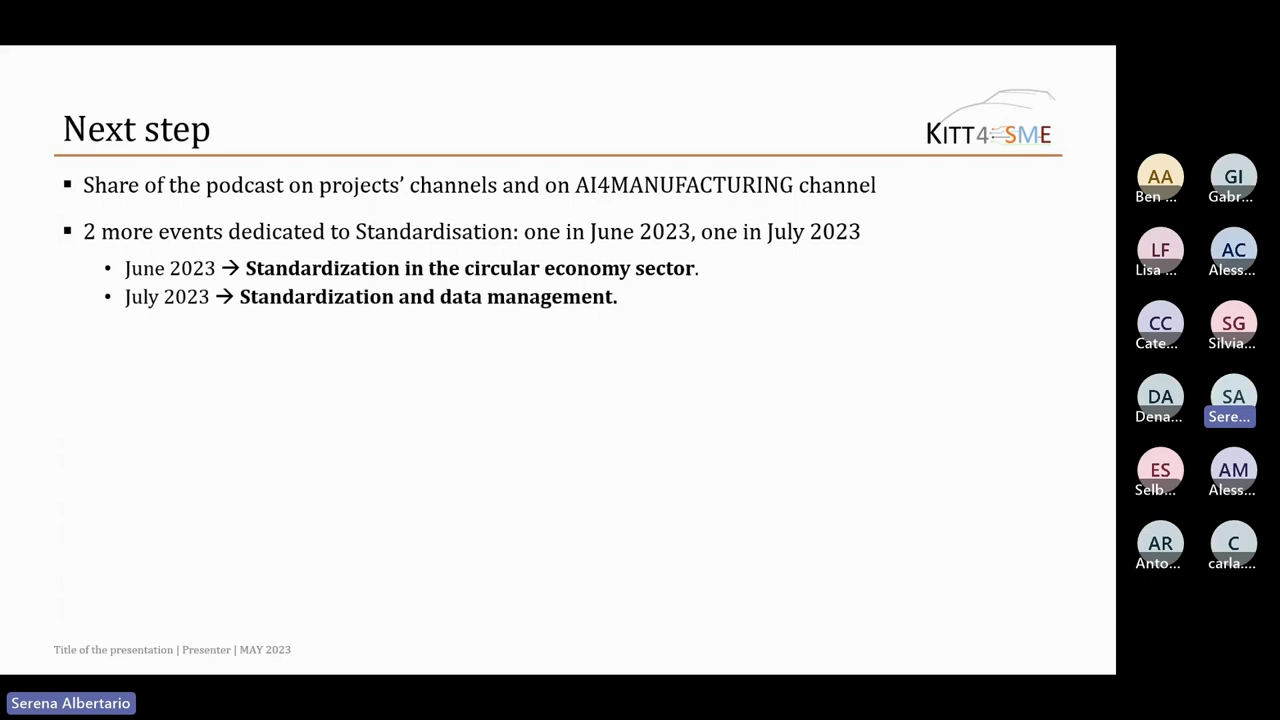 Next step
KITT4SME
▪ Share of the podcast on projects’ channels and on AI4MANUFACTURING channel
▪ 2 more events dedicated to Standardisation: one in June 2023, one in July 2023
• June 2023 → Standardization in the circular economy sector.
• July 2023 → Standardization and data management.
Title of the presentation | Presenter | MAY 2023
AA GI
Ben ... Gabr...
LF AC
Lisa ... Aless...
CC SG
Cate... Silvia...
DA SA
Dena... Sere...
ES AM
Selb... Aless...
AR C
Anto... carla....
Serena Albertario